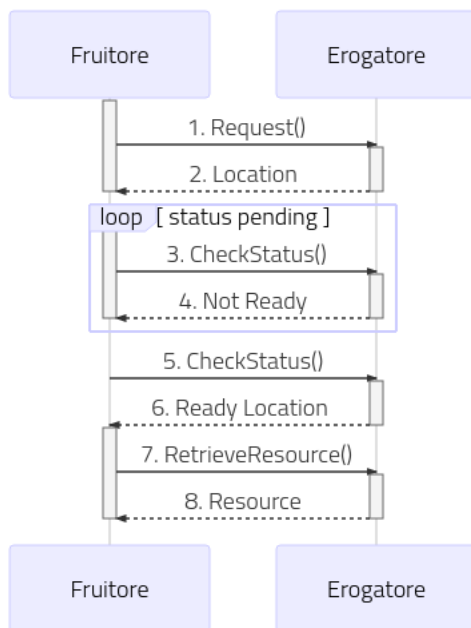 Fruitore Erogatore
1. Request()
2. Location
loop [ status pending ]
3. CheckStatus()
4. Not Ready
5. CheckStatus()
6. Ready Location
7. RetrieveResource()
8. Resource
Fruitore Erogatore